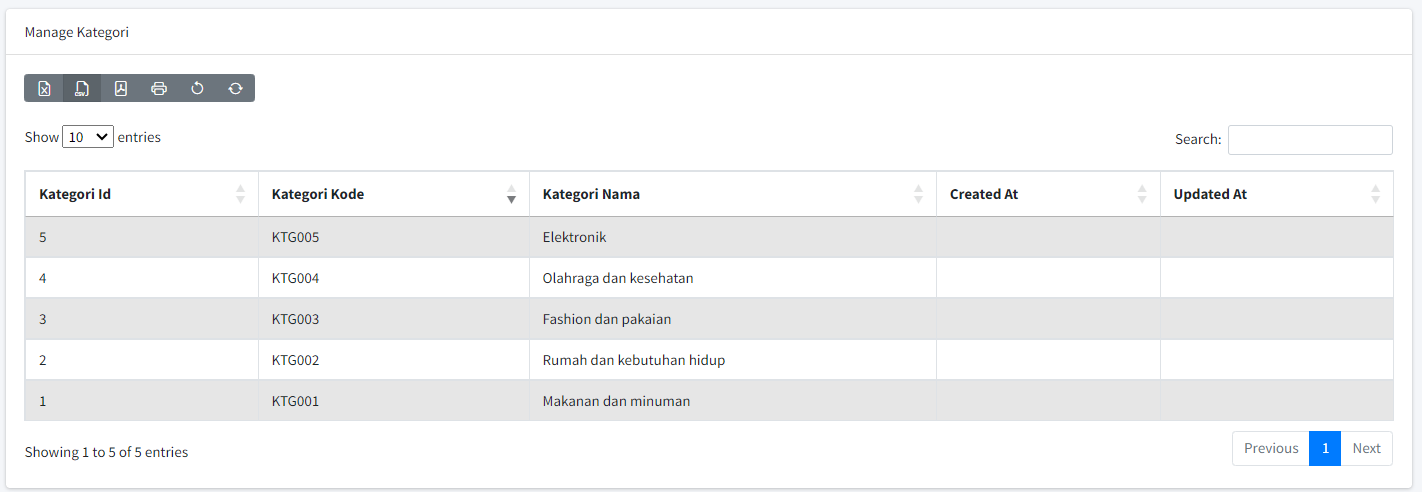 Manage Kategori
CSV
Show 10 entries
Search:
Kategori Id Kategori Kode Kategori Nama Created At Updated At
5 KTG005 Elektronik
4 KTG004 Olahraga dan kesehatan
3 KTG003 Fashion dan pakaian
2 KTG002 Rumah dan kebutuhan hidup
1 KTG001 Makanan dan minuman
Showing 1 to 5 of 5 entries
Previous 1 Next